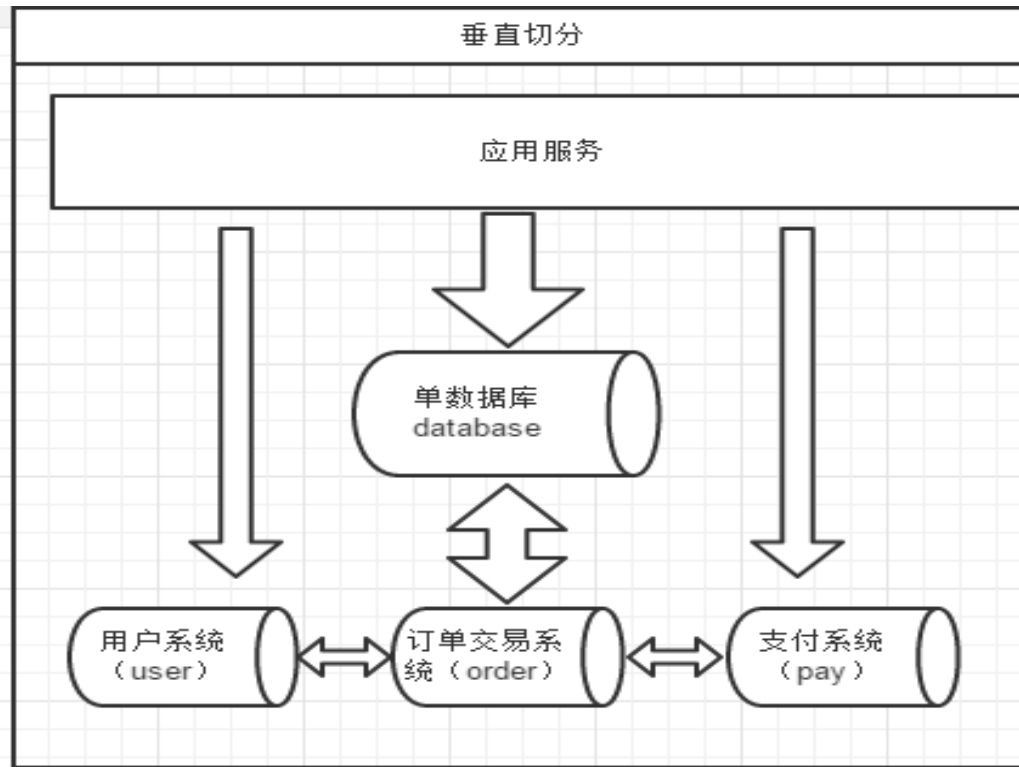 垂直切分
应用服务
单数据库
database
用户系统
（user）
订单交易系
统（order）
支付系统
（pay）